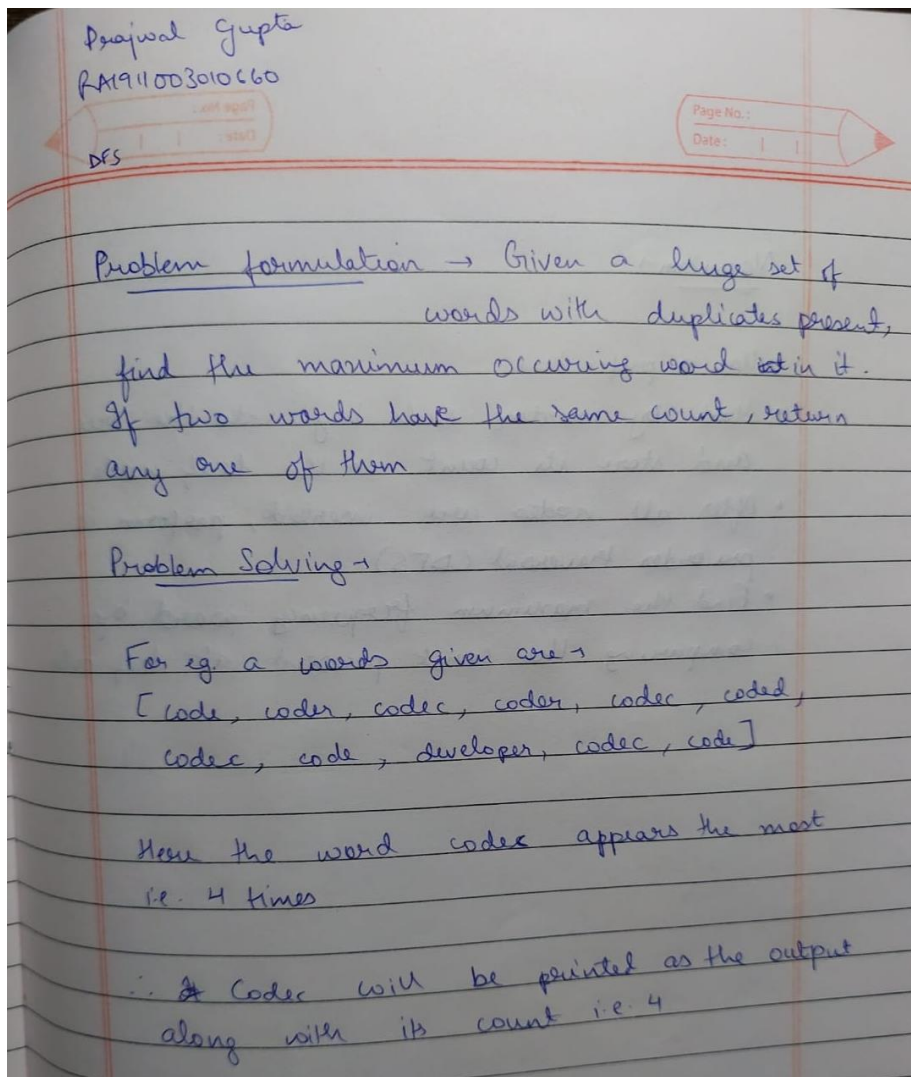 Prajwal Gupta
RA1911003010660
Page No.:
Date:
DFS
Problem formulation → Given a huge set of
words with duplicates present,
find the maximum occuring word in it.
If two words have the same count, return
any one of them
Problem Solving →
For eg. a words given are →
[code, coder, codec, coder, codec, coded,
codec, code, developer, codec, code]
Here the word codec appears the most
i.e. 4 times
∴ Codec will be printed as the output
along with its count i.e. 4